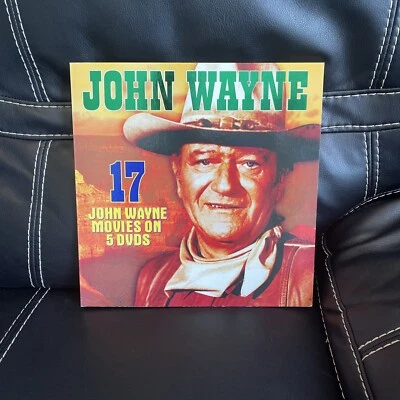 JOHN WAYNE
17
JOHN WAYNE
MOVIES ON
5 DVDS